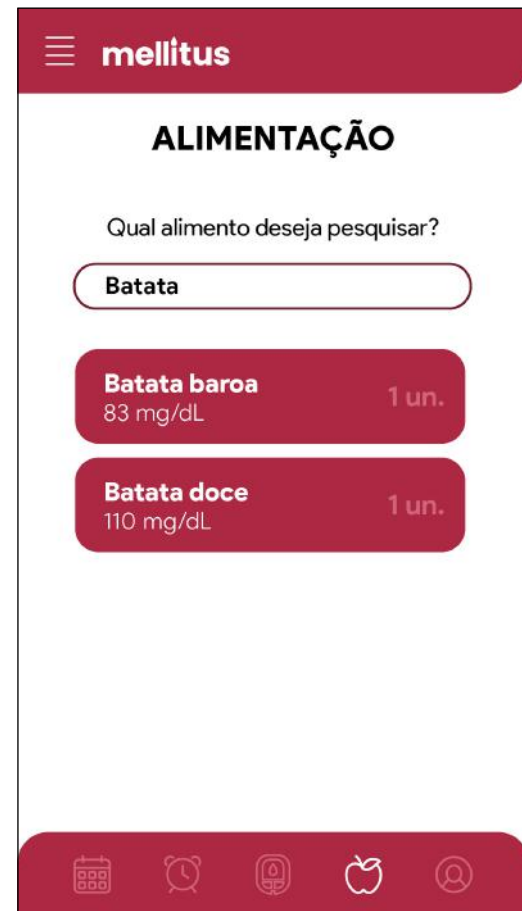 mellitus
ALIMENTAÇÃO
Qual alimento deseja pesquisar?
Batata
Batata baroa
83 mg/dL
1 un.
Batata doce
110 mg/dL
1 un.